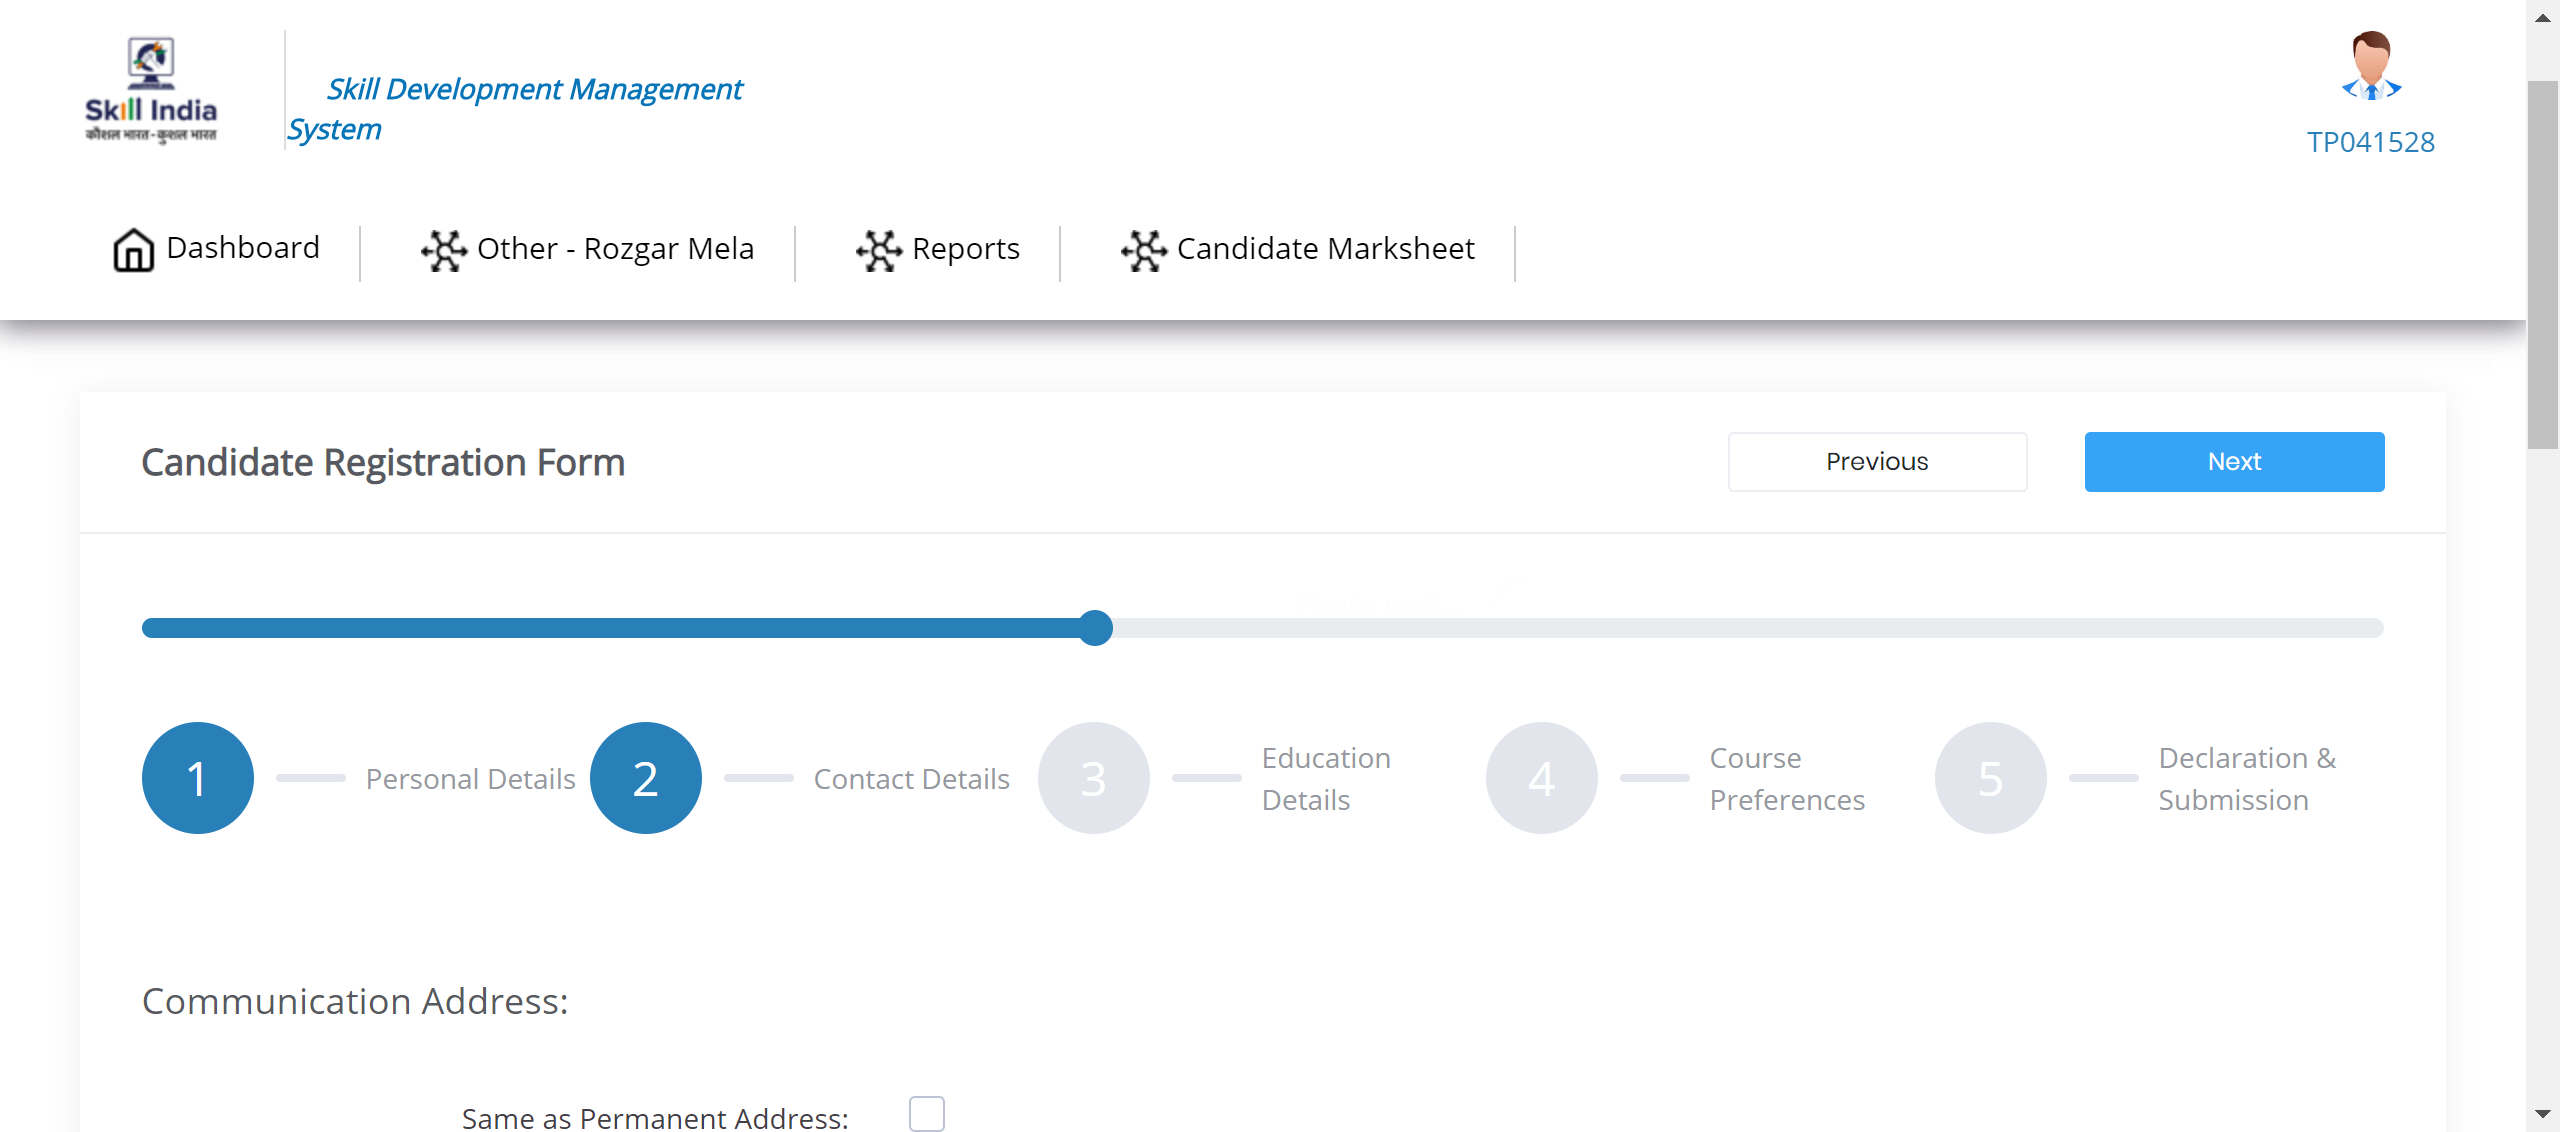 Skill India
कौशल भारत-कुशल भारत
Skill Development Management
System
TP041528
Dashboard
Other - Rozgar Mela
Reports
Candidate Marksheet
Candidate Registration Form
Previous
Next
1
Personal Details
2
Contact Details
3
Education
Details
4
Course
Preferences
5
Declaration &
Submission
Communication Address:
Same as Permanent Address: